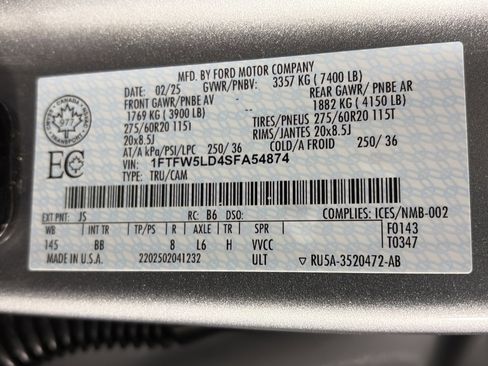 MFD. BY FORD MOTOR COMPANY
DATE: 02/25 GVWR/PNBV: 3357 KG ( 7400 LB)
FRONT GAWR/PNBE AV REAR GAWR/ PNBE AR
1769 KG ( 3900 LB) 1882 KG ( 4150 LB)
275/60R20 115T TIRES/PNEUS 275/60R20 115T
20x8.5J RIMS/JANTES 20x8.5J
AT/A kPa/PSI/LPC 250/ 36 COLD/A FROID 250/ 36
VIN: 1FTFW5LD4SFA54874
TYPE: TRU/CAM
CANADA
977
EC
EXT PNT: JS RC: B6 DSO: COMPLIES: ICES/NMB-002
WB INT TR TP/PS R AXLE TR SPR F0143
145 BB 8 L6 H VVCC T0347
MADE IN U.S.A. 2202502041232 ULT ▽ RU5A-3520472-AB